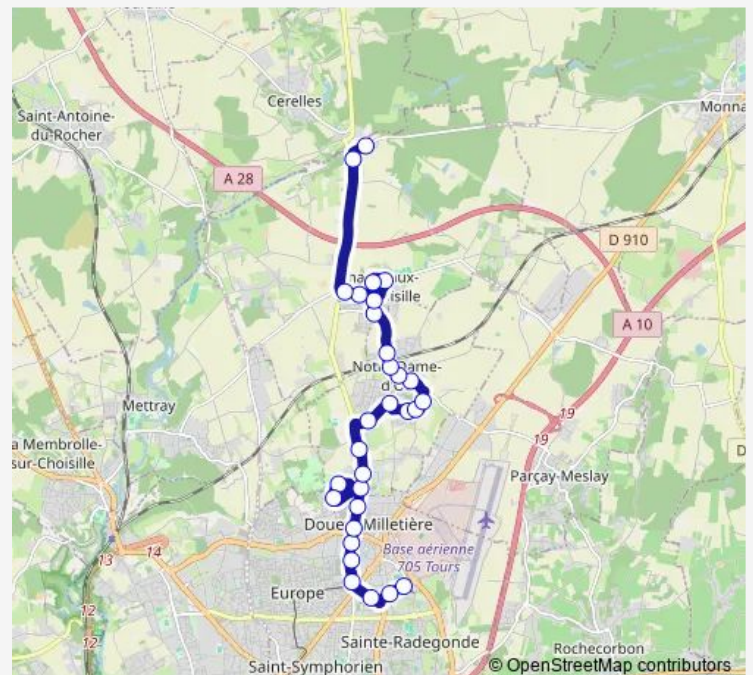 Cerelles
Saint-Antoine-
du-Rocher
Monna
A 28
D 910
isille
A 10
Mettray
19
19
a Membrolle-
sur-Choisille
Parçay-Meslay
D
Milletière
14
13
Base aérienne
705 Tours
Europe
12
12
Sainte-Radegonde
Rochecorbon
Saint-Symphorien
© OpenStreetMap contributors